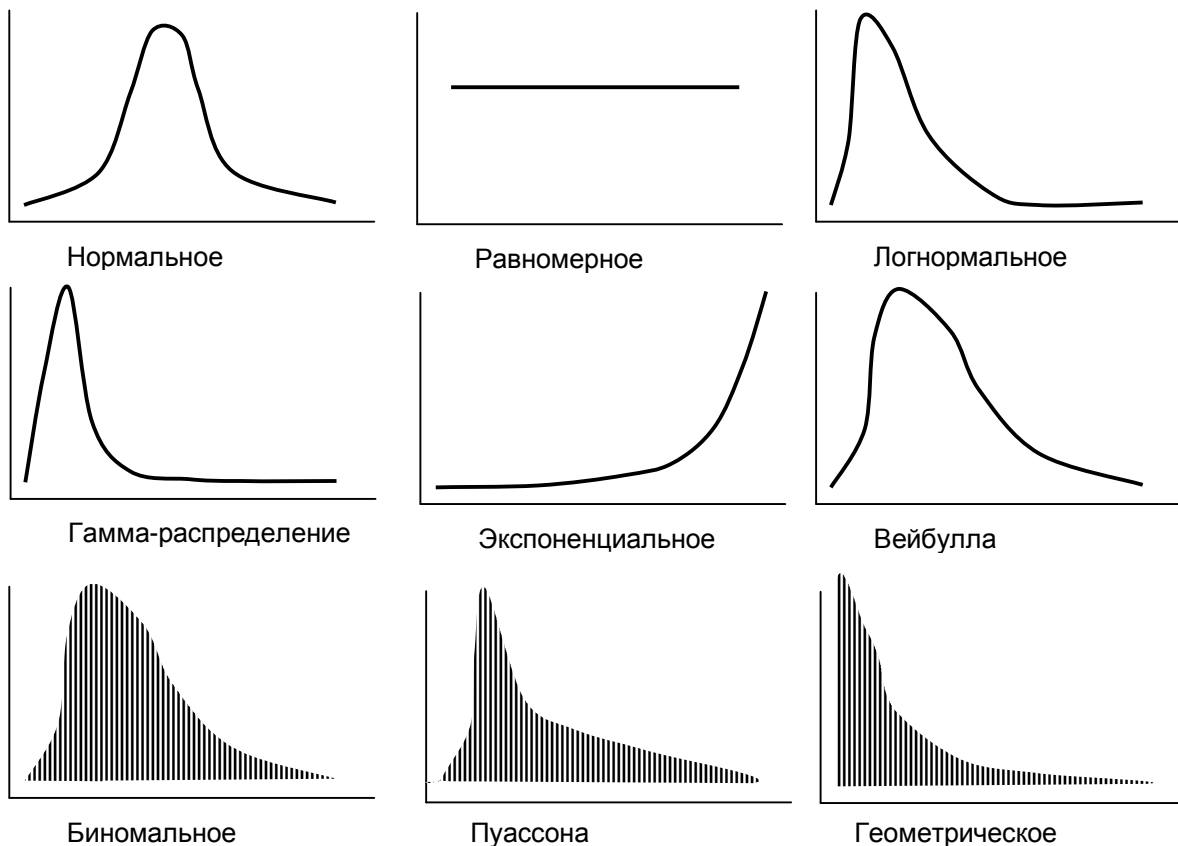 Нормальное
Равномерное
Логнормальное
Гамма-распределение
Экспоненциальное
Вейбулла
Биномальное
Пуассона
Геометрическое